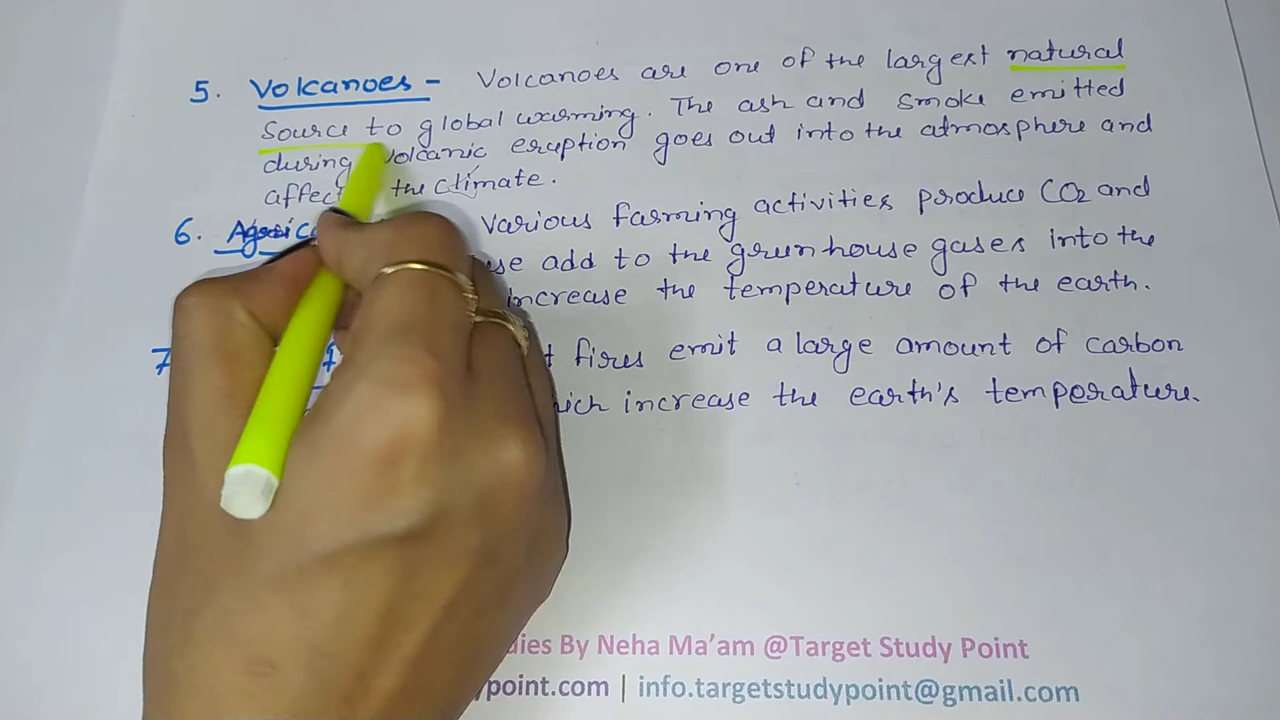 5. Volcanoes - Volcanoes are one of the largest natural
Source to global warming. The ash and smoke emitted
during volcanic eruption goes out into the atmosphere and
the climate.
6. Various farming activities produce CO2 and
add to the greenhouse gases into the
increase the temperature of the earth.
7 fires emit a large amount of carbon
increase the earth's temperature.
By Neha Ma'am @Target Study Point
point.com | info.targetstudypoint@gmail.com